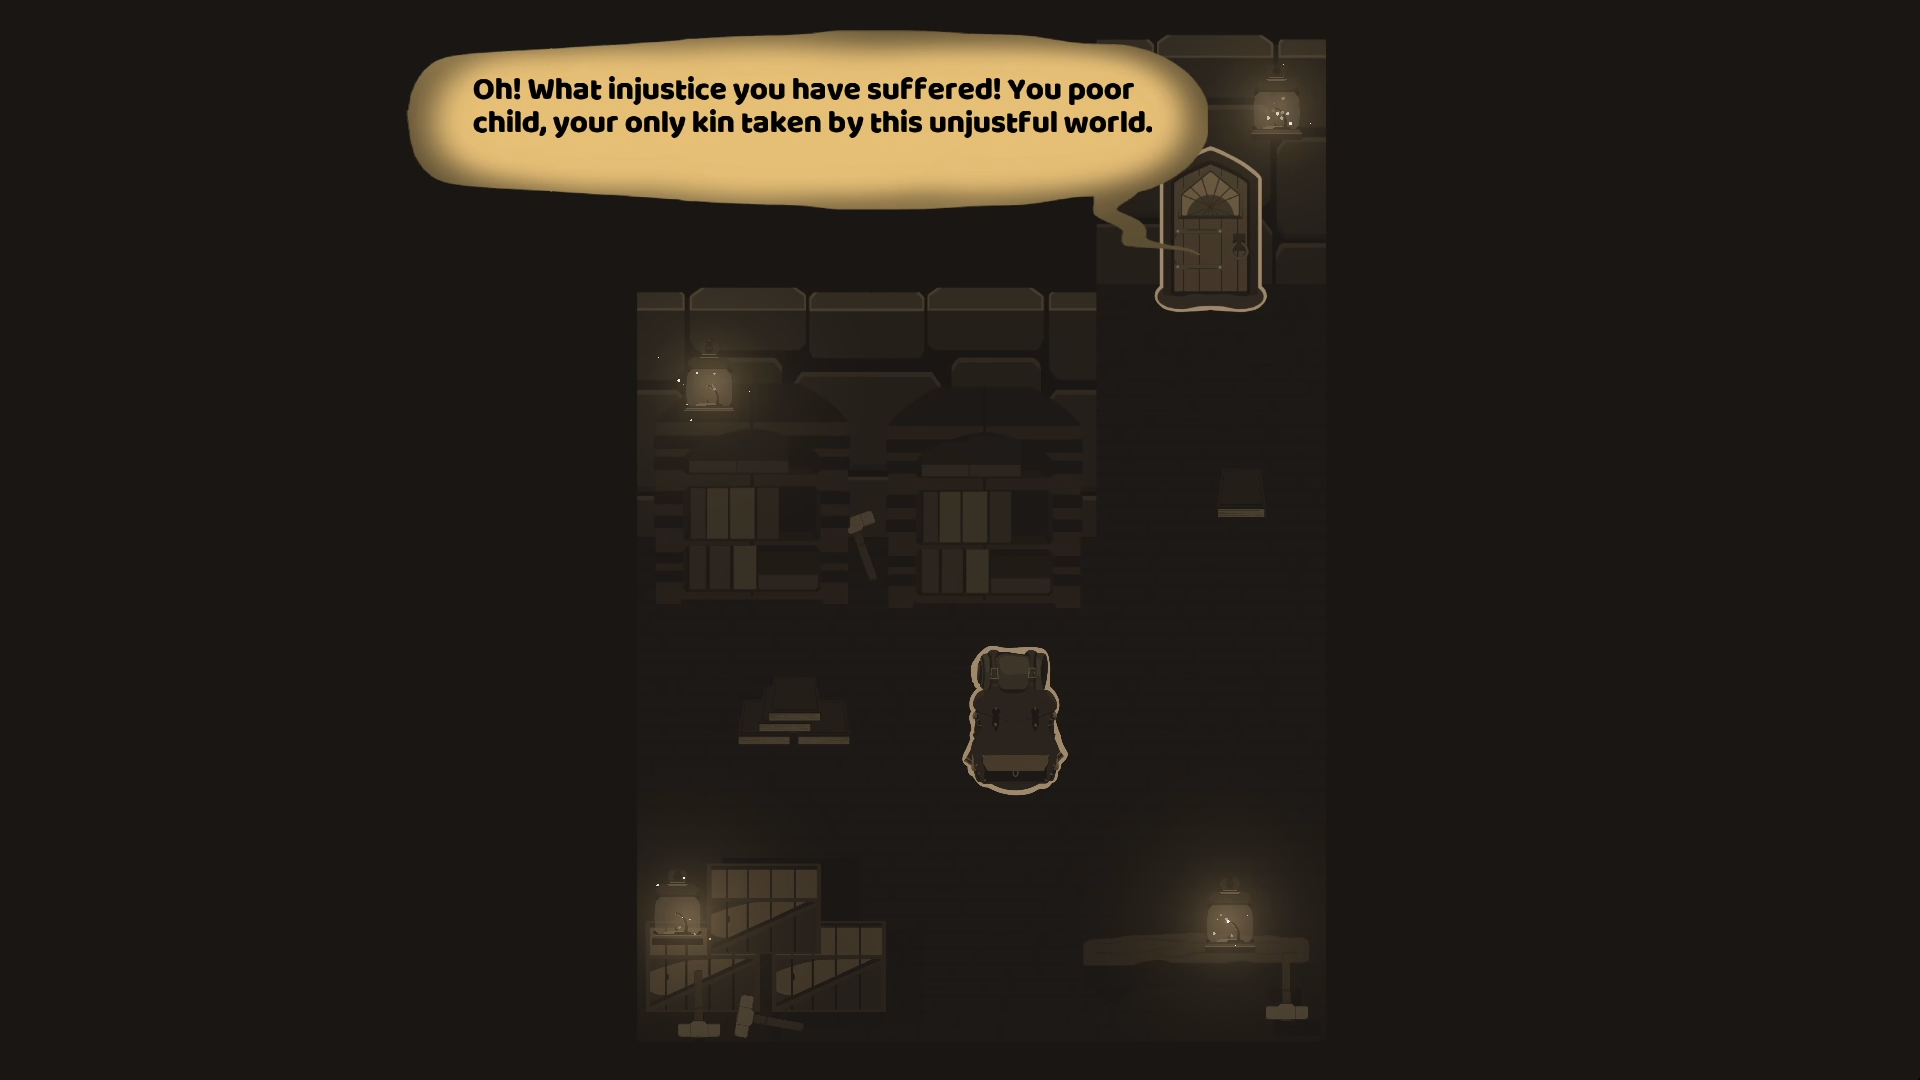 Oh! What injustice you have suffered! You poor
child, your only kin taken by this unjustful world.